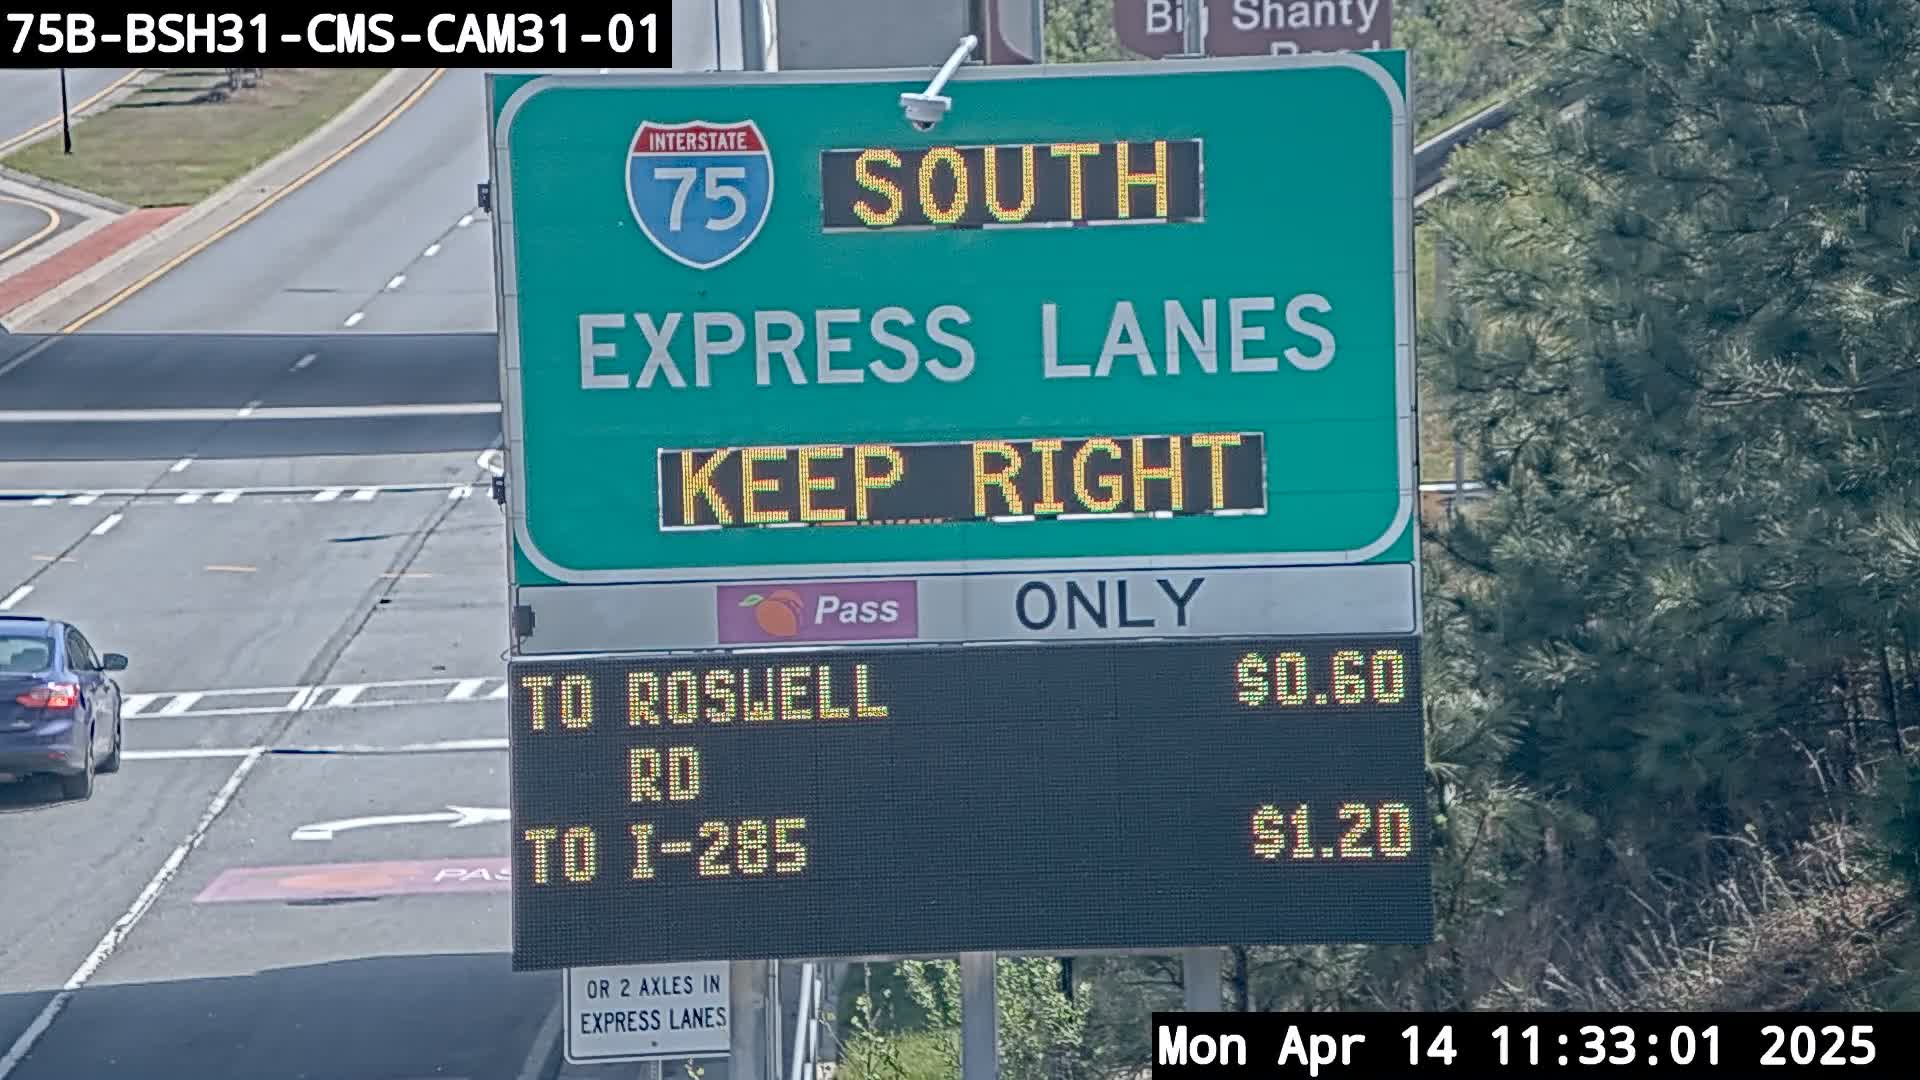 75B-BSH31-CMS-CAM31-01
Big Shanty
Road
INTERSTATE
75
SOUTH
EXPRESS LANES
KEEP RIGHT
Pass ONLY
TO ROSWELL $0.60
RD
TO I-285 $1.20
PAS
OR 2 AXLES IN
EXPRESS LANES
Mon Apr 14 11:33:01 2025